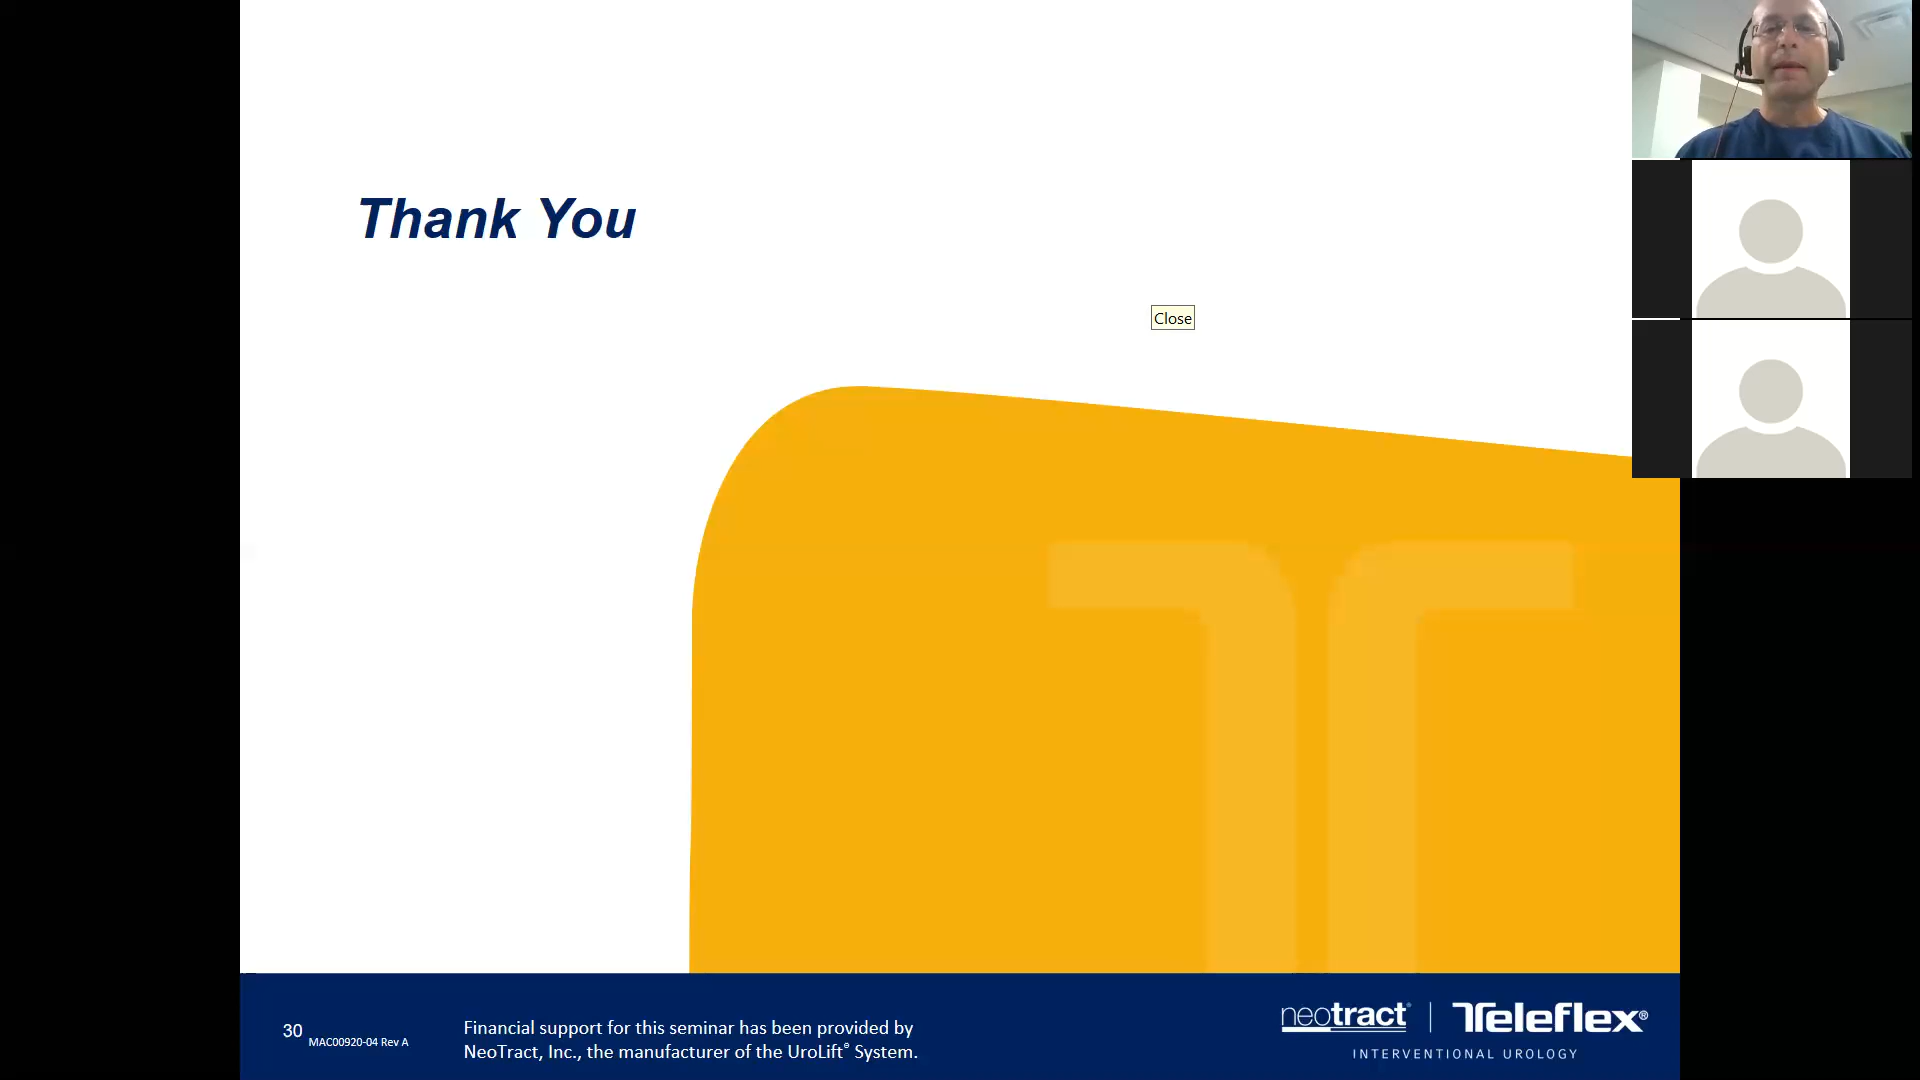 Thank You
Close
30
MAC00920-04 Rev A
Financial support for this seminar has been provided by
NeoTract, Inc., the manufacturer of the UroLift® System.
neotract® | Teleflex®
INTERVENTIONAL UROLOGY